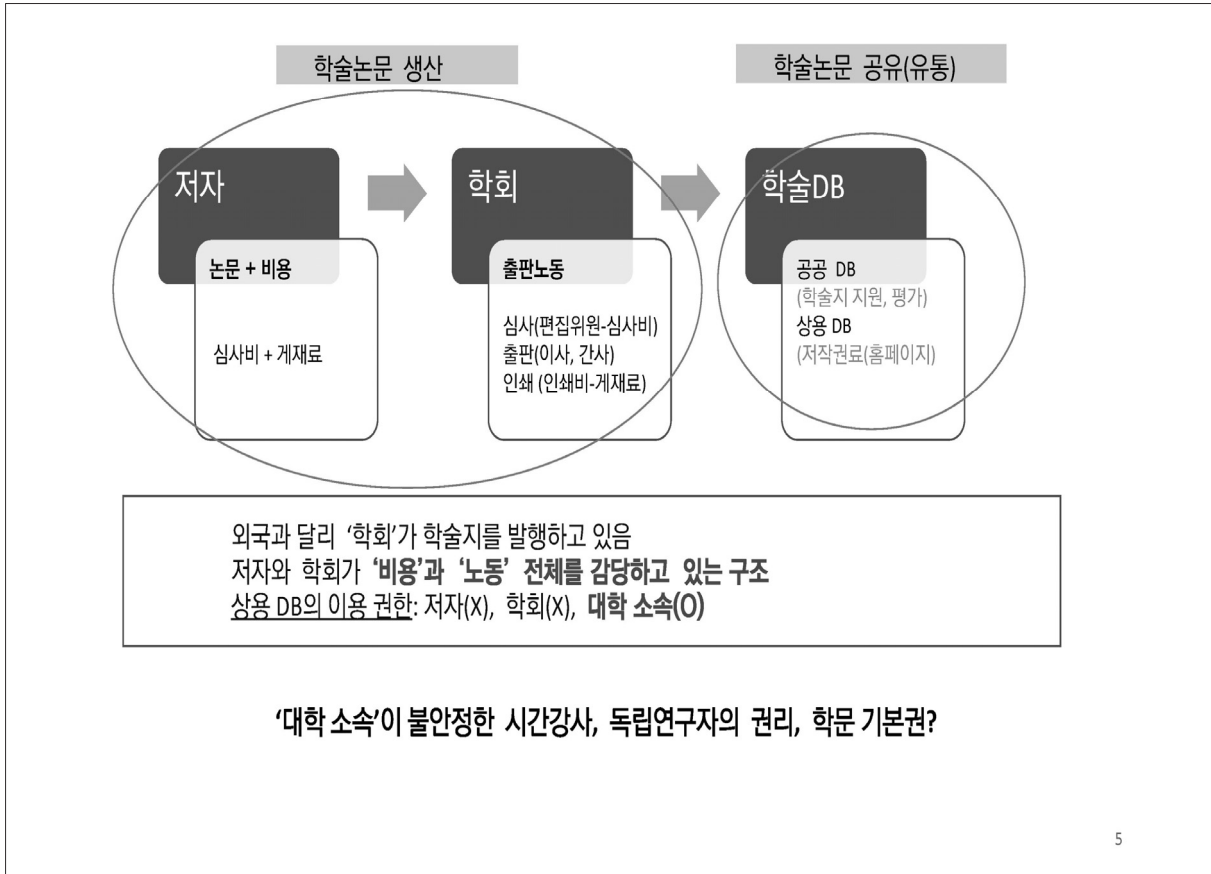 학술논문 생산
학술논문 공유(유통)
저자
논문 + 비용
심사비 + 게재료
학회
출판노동
심사(편집위원-심사비)
출판(이사, 간사)
인쇄 (인쇄비-게재료)
학술DB
공공 DB
(학술지 지원, 평가)
상용 DB
(저작권료(홈페이지)
외국과 달리 ‘학회’가 학술지를 발행하고 있음
저자와 학회가 ‘비용’과 ‘노동’ 전체를 감당하고 있는 구조
상용 DB의 이용 권한: 저자(X), 학회(X), 대학 소속(O)
‘대학 소속’이 불안정한 시간강사, 독립연구자의 권리, 학문 기본권?
5